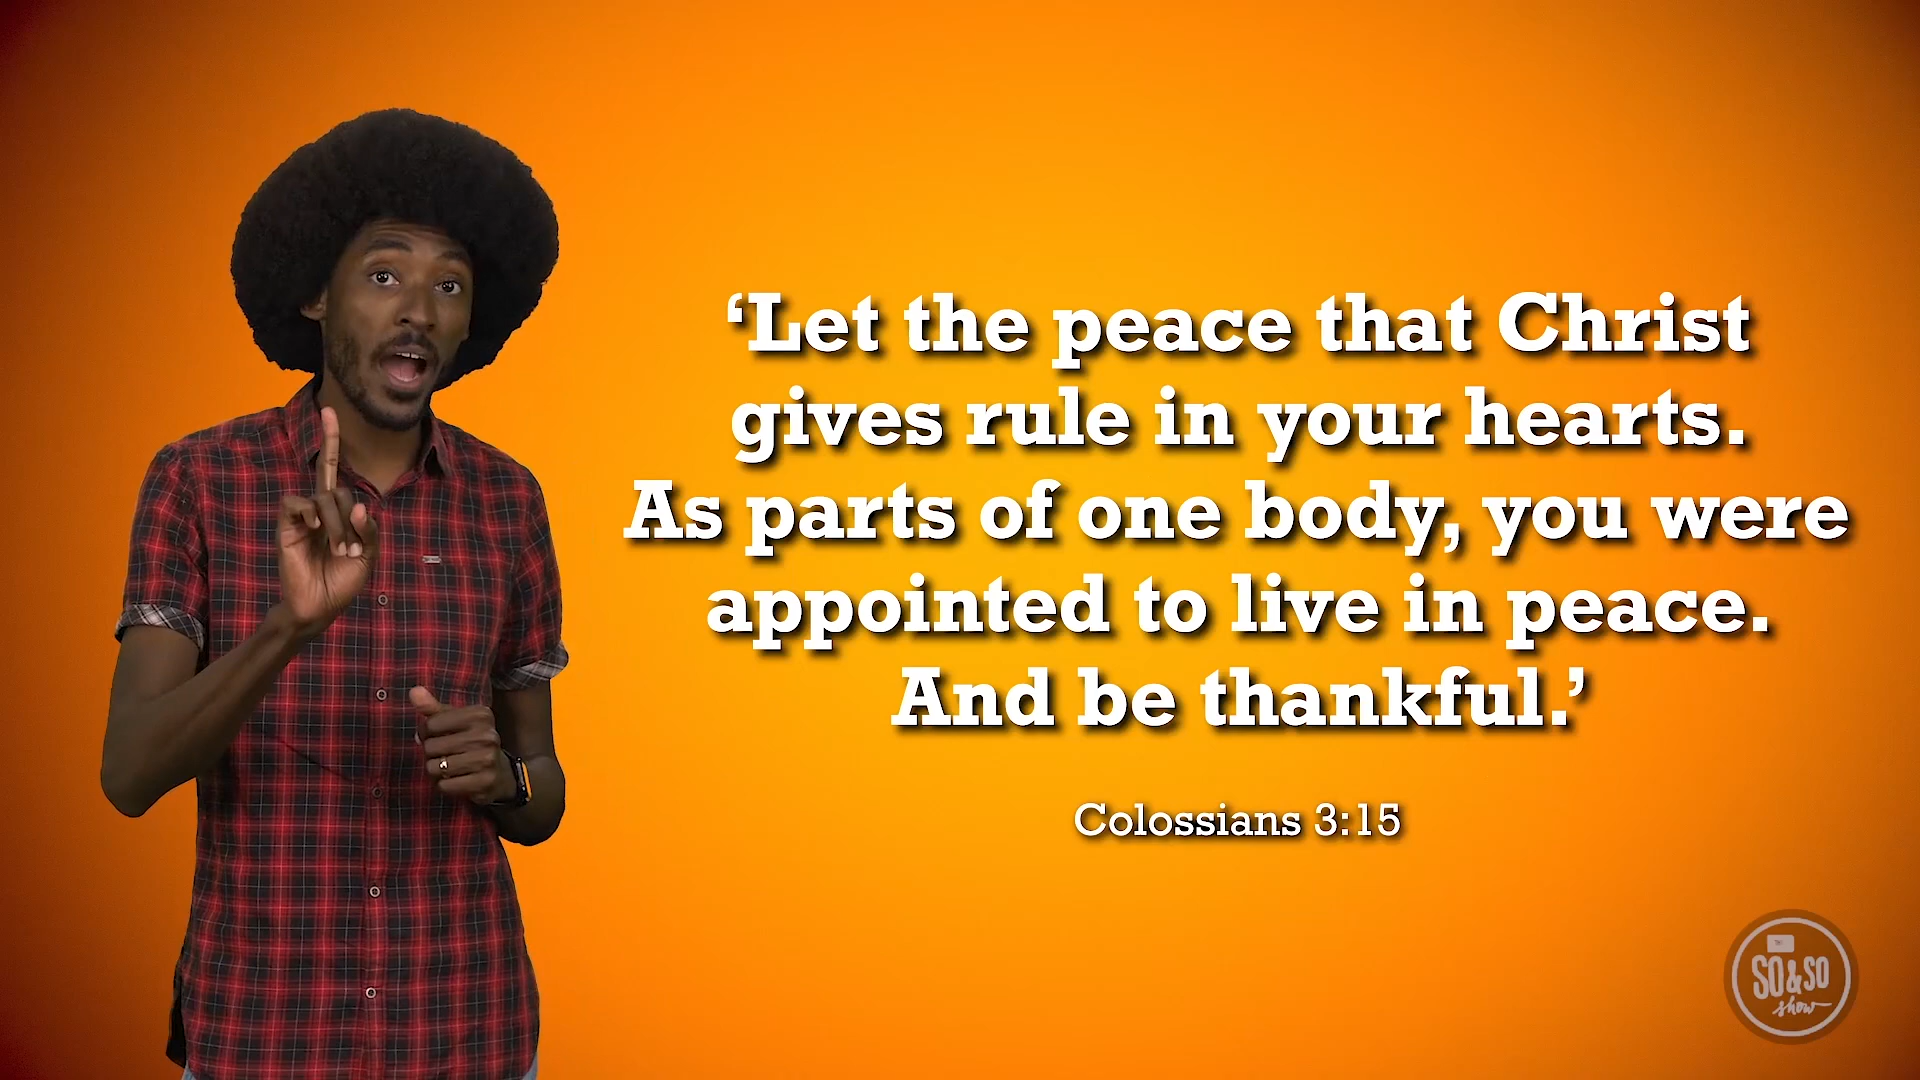 ‘Let the peace that Christ
gives rule in your hearts.
As parts of one body, you were
appointed to live in peace.
And be thankful.’
Colossians 3:15
SO & SO
show